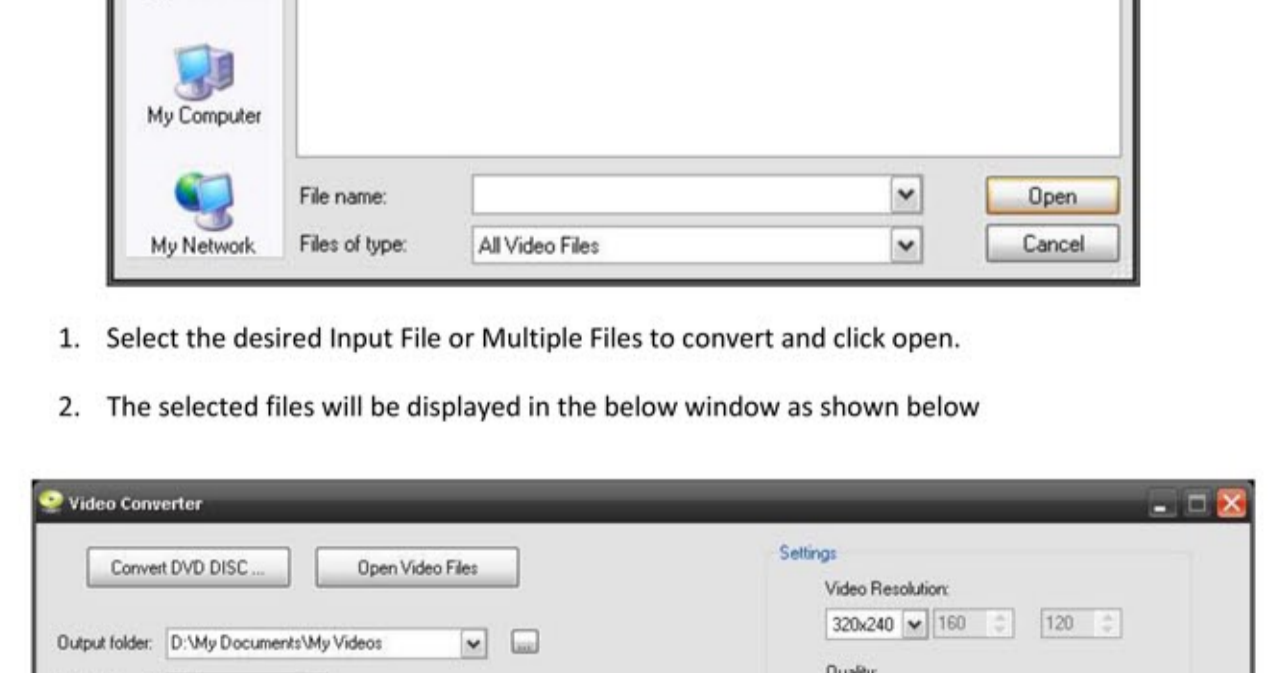 My Computer
File name:
Open
My Network
Files of type:
All Video Files
Cancel
1. Select the desired Input File or Multiple Files to convert and click open.
2. The selected files will be displayed in the below window as shown below
Video Converter
Convert DVD DISC ...
Open Video Files
Settings
Video Resolution:
320x240
160
120
Output folder:
D:\My Documents\My Videos
...
Quality: